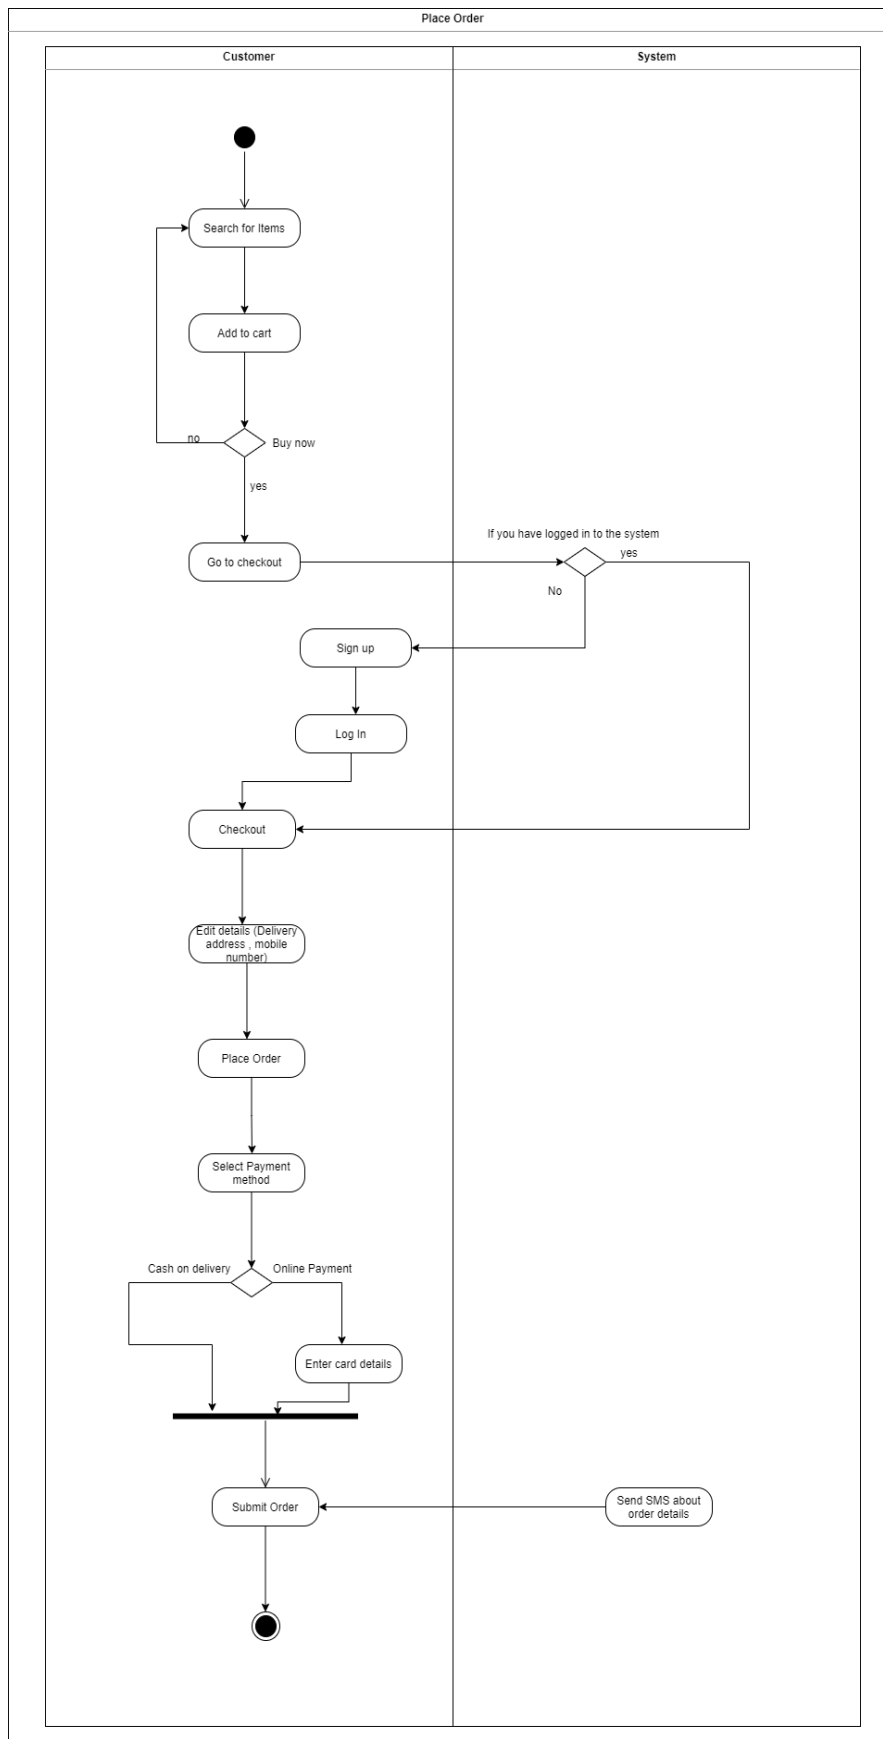 Place Order
Customer
System
Search for Items
Add to cart
no
Buy now
yes
Go to checkout
If you have logged in to the system
yes
No
Sign up
Log In
Checkout
Edit details (Delivery
address , mobile
number)
Place Order
Select Payment
method
Cash on delivery
Online Payment
Enter card details
Submit Order
Send SMS about
order details